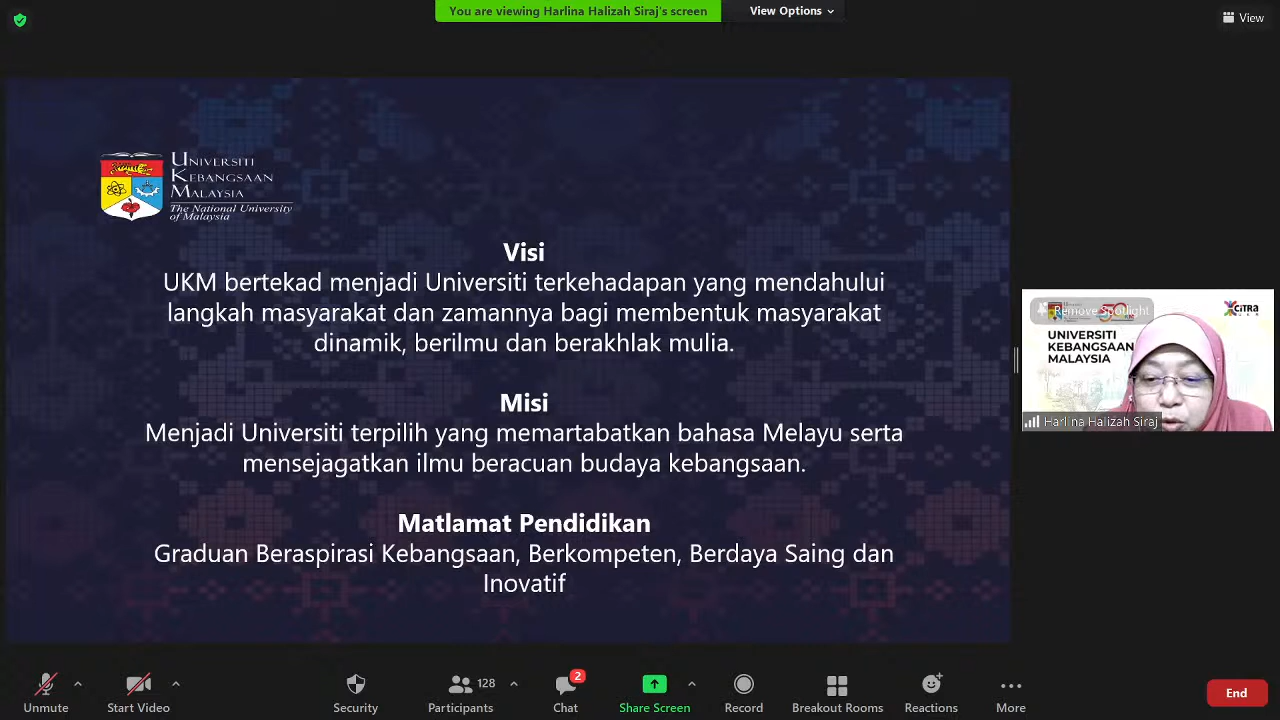 You are viewing Harlina Halizah Siraj's screen
View Options
View
UNIVERSITI
KEBANGSAAN
MALAYSIA
The National University
of Malaysia
Visi
UKM bertekad menjadi Universiti terkehadapan yang mendahului
langkah masyarakat dan zamannya bagi membentuk masyarakat
dinamik, berilmu dan berakhlak mulia.
Misi
Menjadi Universiti terpilih yang memartabatkan bahasa Melayu serta
mensejagatkan ilmu beracuan budaya kebangsaan.
Matlamat Pendidikan
Graduan Beraspirasi Kebangsaan, Berkompeten, Berdaya Saing dan
Inovatif
Remove Spotlight
CiTRA
UNIVERSITI
KEBANGSAAN
MALAYSIA
Harlina Halizah Siraj
Unmute
Start Video
Security
128
Participants
2
Chat
Share Screen
Record
Breakout Rooms
Reactions
More
End